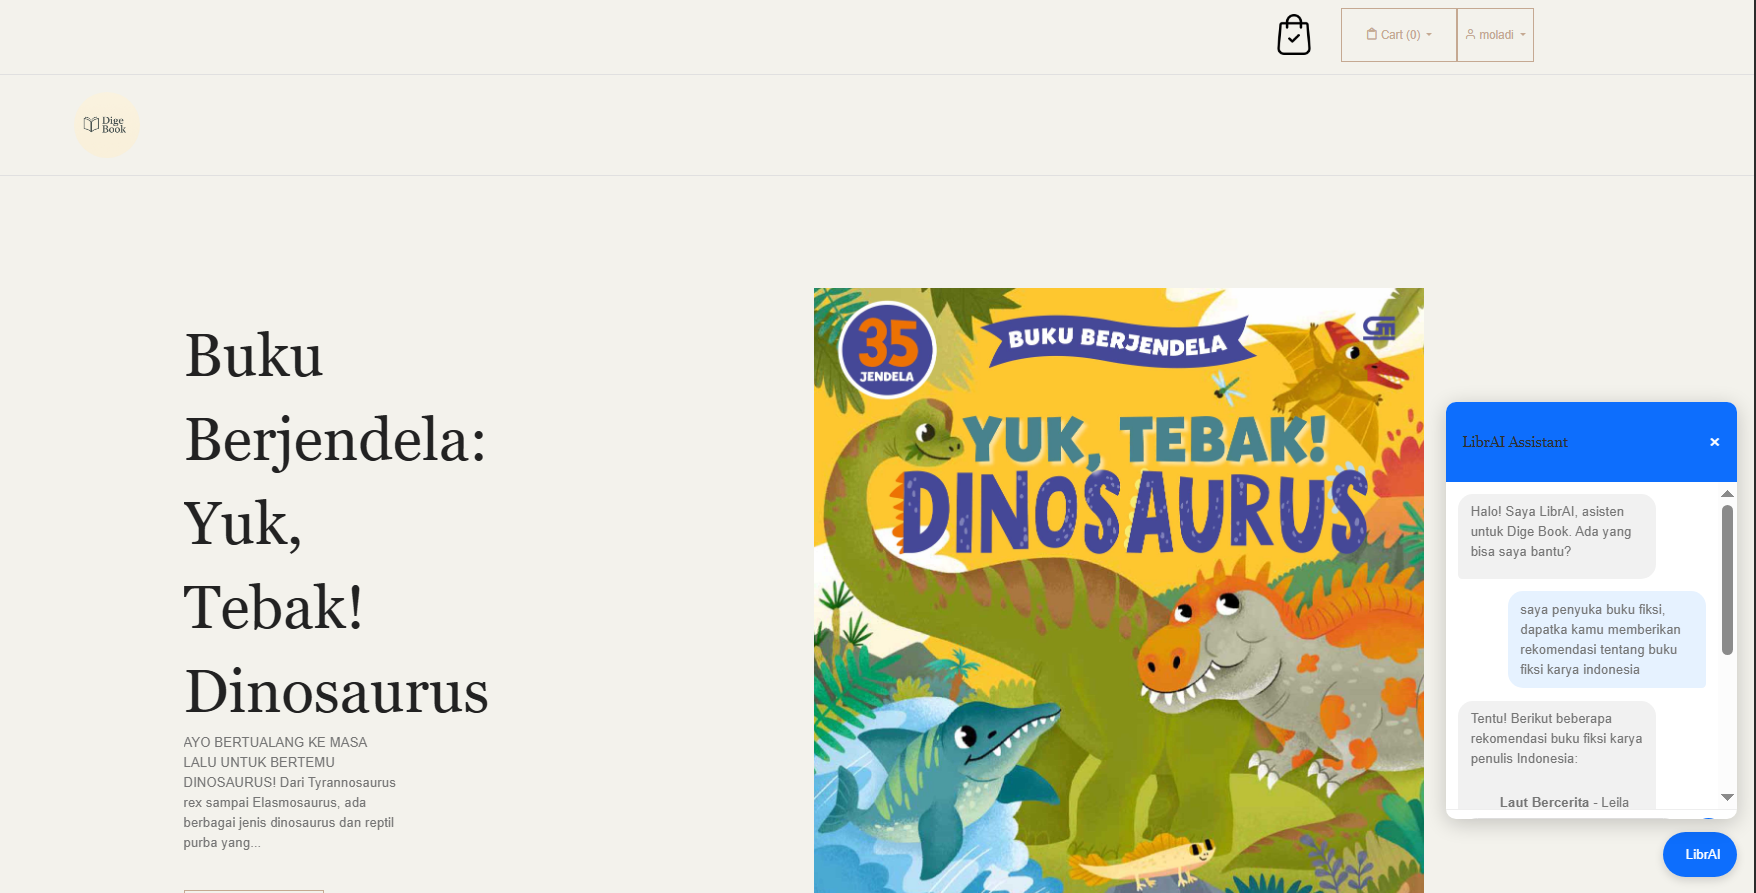 Cart (0)
moladi
Dige
Book
Buku
Berjendela:
Yuk,
Tebak!
Dinosaurus
AYO BERTUALANG KE MASA
LALU UNTUK BERTEMU
DINOSAURUS! Dari Tyrannosaurus
rex sampai Elasmosaurus, ada
berbagai jenis dinosaurus dan reptil
purba yang...
35
JENDELA
BUKU BERJENDELA
YUK, TEBAK!
DINOSAURUS
LibrAI Assistant
×
Halo! Saya LibrAI, asisten
untuk Dige Book. Ada yang
bisa saya bantu?
saya penyuka buku fiksi,
dapatka kamu memberikan
rekomendasi tentang buku
fiksi karya indonesia
Tentu! Berikut beberapa
rekomendasi buku fiksi karya
penulis Indonesia:
Laut Bercerita - Leila
LibrAI